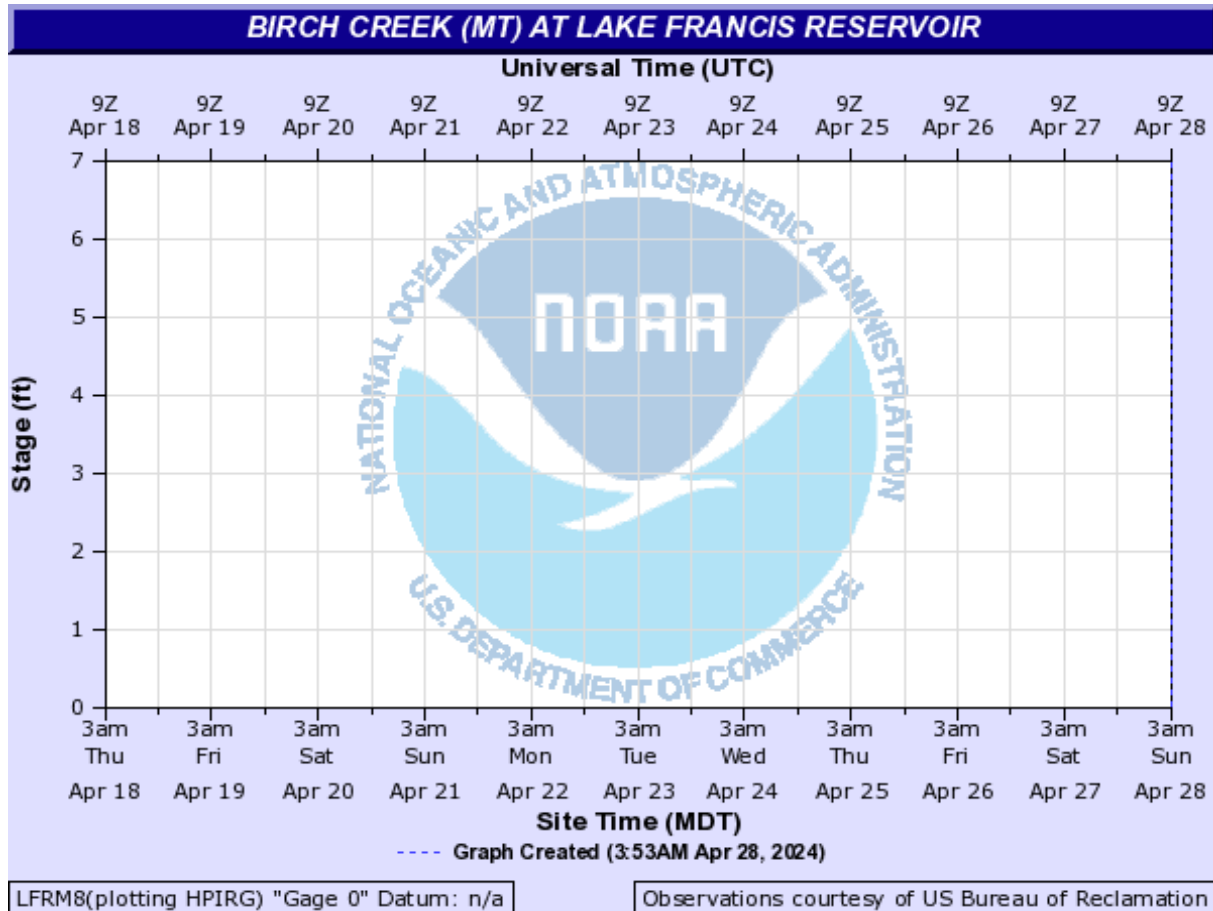 BIRCH CREEK (MT) AT LAKE FRANCIS RESERVOIR
Universal Time (UTC)
9Z 9Z 9Z 9Z 9Z 9Z 9Z 9Z 9Z 9Z 9Z
Apr 18 Apr 19 Apr 20 Apr 21 Apr 22 Apr 23 Apr 24 Apr 25 Apr 26 Apr 27 Apr 28
7
6
5
4
3
2
1
0
Stage (ft)
NATIONAL OCEANIC AND ATMOSPHERIC ADMINISTRATION
NOAA
U.S. DEPARTMENT OF COMMERCE
3am 3am 3am 3am 3am 3am 3am 3am 3am 3am 3am
Thu Fri Sat Sun Mon Tue Wed Thu Fri Sat Sun
Apr 18 Apr 19 Apr 20 Apr 21 Apr 22 Apr 23 Apr 24 Apr 25 Apr 26 Apr 27 Apr 28
Site Time (MDT)
---- Graph Created (3:53AM Apr 28, 2024)
LFRM8(plotting HPIRG) "Gage 0" Datum: n/a
Observations courtesy of US Bureau of Reclamation